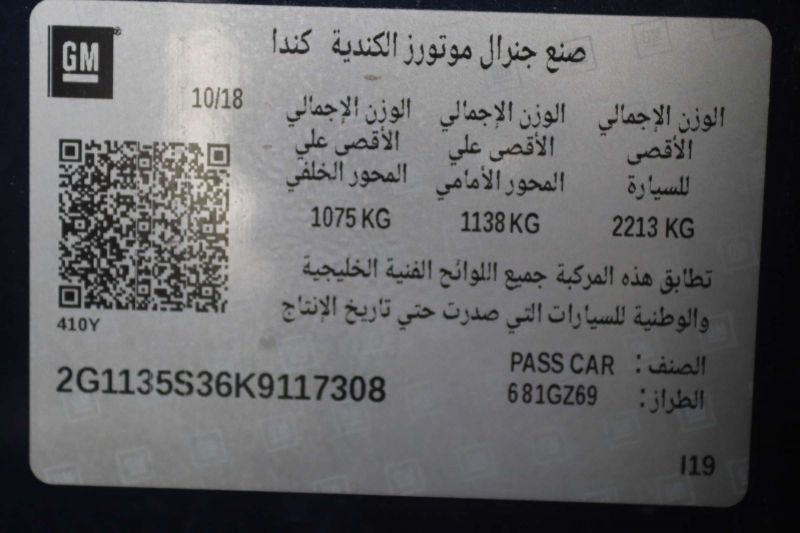 GM
صنع جنرال موتورز الكندية كندا
10/18
الوزن الإجمالي الوزن الإجمالي الوزن الإجمالي
الأقصى الأقصى علي الأقصى علي
للسيارة المحور الأمامي المحور الخلفي
2213 KG 1138 KG 1075 KG
تطابق هذه المركبة جميع اللوائح الفنية الخليجية
والوطنية للسيارات التي صدرت حتي تاريخ الإنتاج
410Y
الصنف : PASS CAR
2G1135S36K9117308
الطراز : 681GZ69
I19